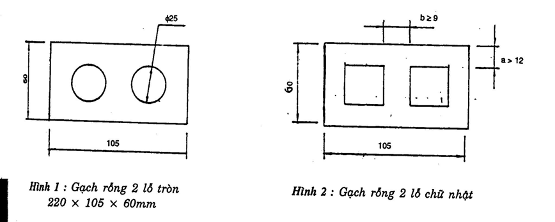 ϕ25
60
105
Hình 1 : Gạch rỗng 2 lỗ tròn
220 × 105 × 60mm
b ≥ 9
a > 12
60
105
Hình 2 : Gạch rỗng 2 lỗ chữ nhật